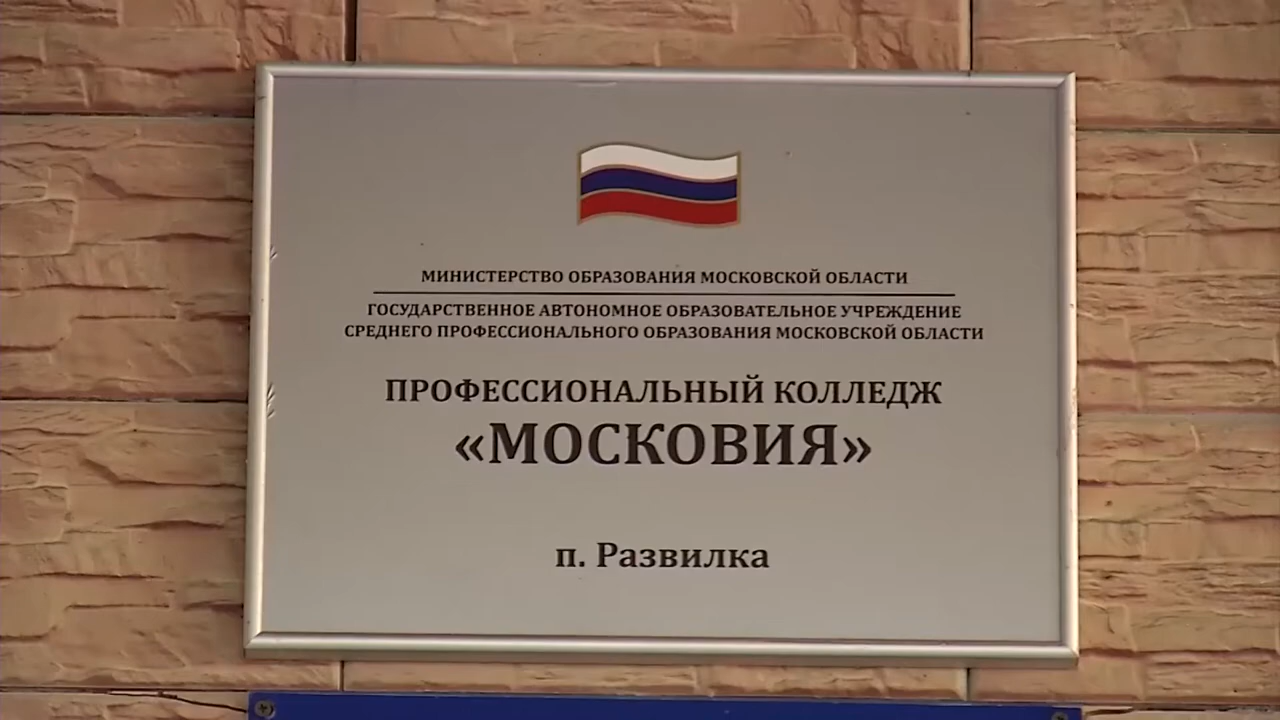 МИНИСТЕРСТВО ОБРАЗОВАНИЯ МОСКОВСКОЙ ОБЛАСТИ
ГОСУДАРСТВЕННОЕ АВТОНОМНОЕ ОБРАЗОВАТЕЛЬНОЕ УЧРЕЖДЕНИЕ
СРЕДНЕГО ПРОФЕССИОНАЛЬНОГО ОБРАЗОВАНИЯ МОСКОВСКОЙ ОБЛАСТИ
ПРОФЕССИОНАЛЬНЫЙ КОЛЛЕДЖ
«МОСКОВИЯ»
п. Развилка